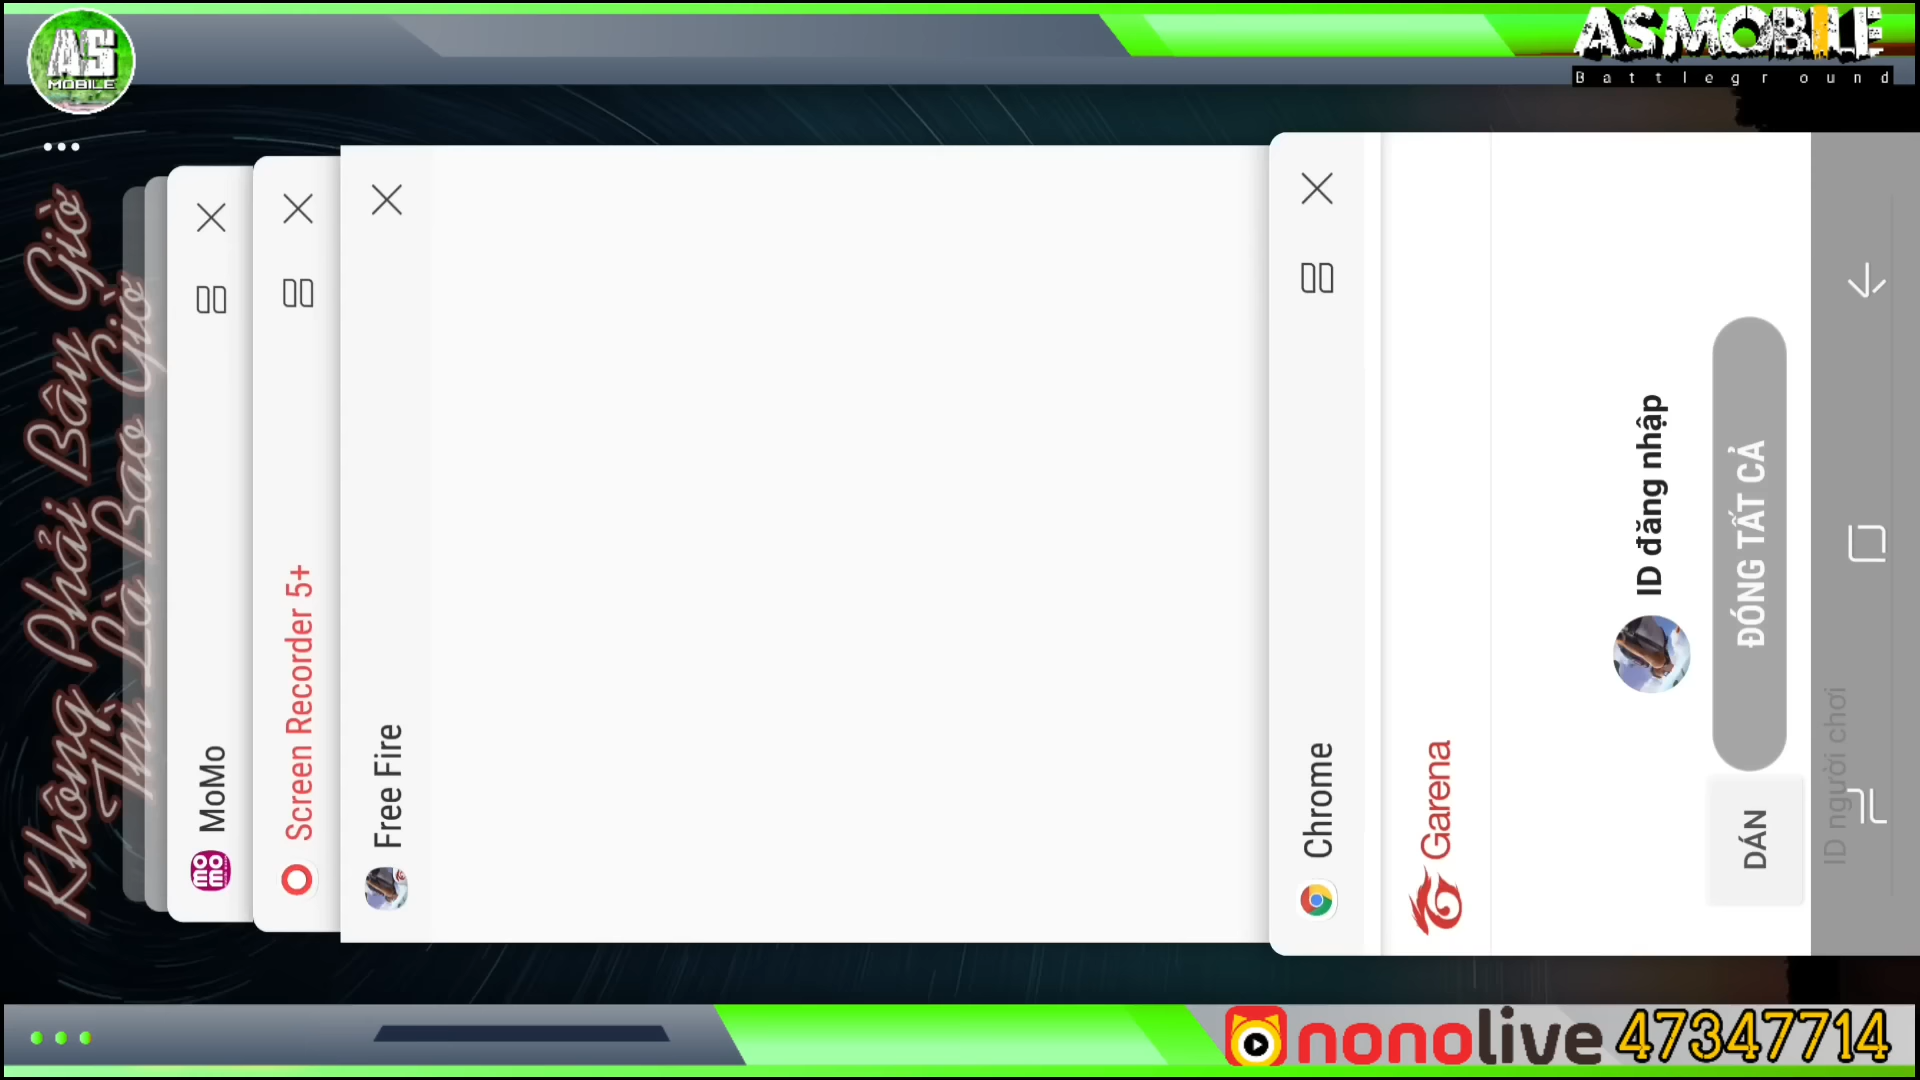 AS
MOBILE
ASMOBILE
Battleground
Không Phải Bây Giờ
Thì Là Bao Giờ
MoMo
Screen Recorder 5+
Free Fire
Chrome
Garena
ID đăng nhập
ĐÓNG TẤT CẢ
DÁN
ID người chơi
nonolive 47347714